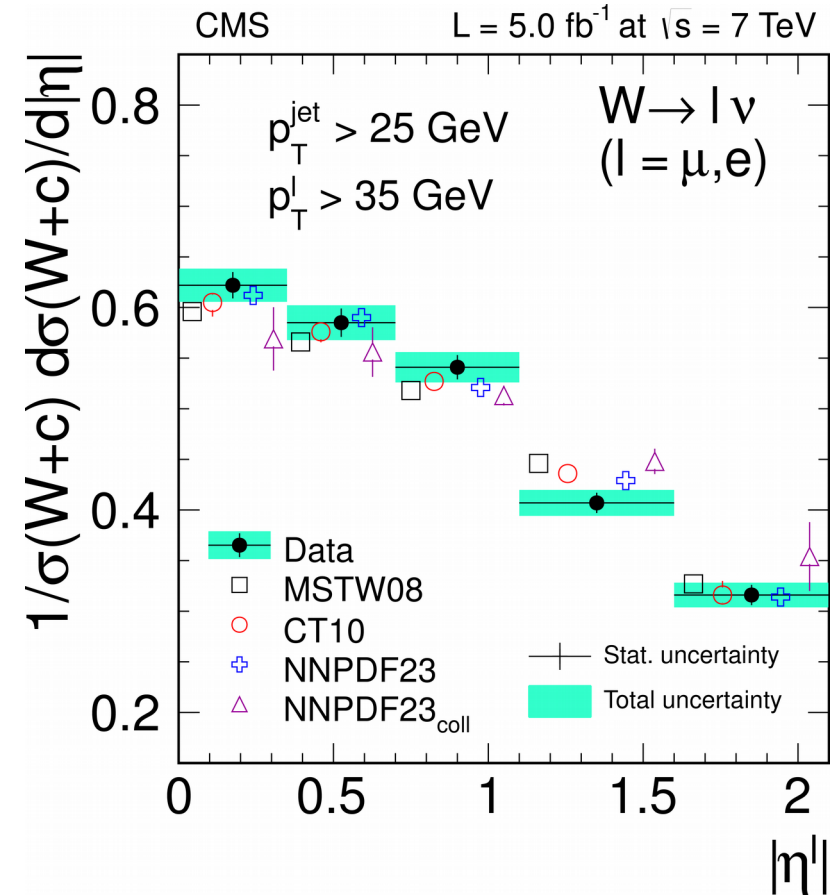 CMS L = 5.0 fb⁻¹ at √s = 7 TeV
1/σ(W+c) dσ(W+c)/d|η|
p_T^jet > 25 GeV
p_T^l > 35 GeV
W→ l ν
(l = μ,e)
0.8
0.6
0.4
0.2
Data
MSTW08
CT10
NNPDF23
NNPDF23_coll
Stat. uncertainty
Total uncertainty
0 0.5 1 1.5 2
|η^l|